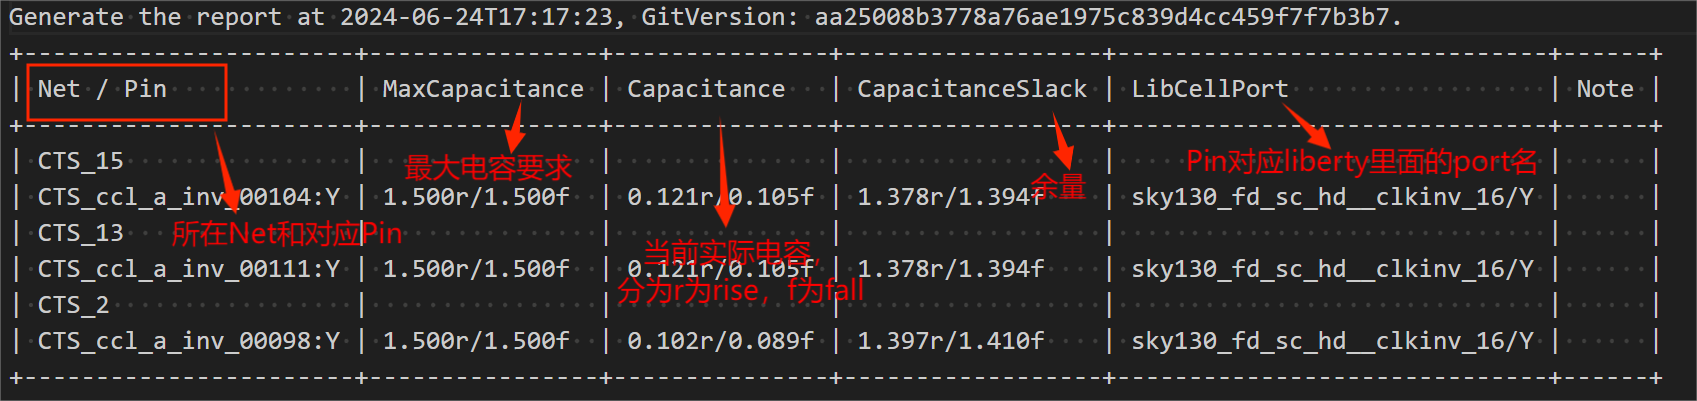 Generate the report at 2024-06-24T17:17:23, GitVersion: aa25008b3778a76ae1975c839d4cc459f7f7b3b7.
| Net / Pin | MaxCapacitance | Capacitance | CapacitanceSlack | LibCellPort | Note |
| CTS_15 | 最大电容要求 | | | Pin对应liberty里面的port名 | |
| CTS_ccl_a_inv_00104:Y | 1.500r/1.500f | 0.121r/0.105f | 1.378r/1.394f | sky130_fd_sc_hd__clkinv_16/Y | |
余量
| CTS_13 | | | | | |
所在Net和对应Pin
当前实际电容，
| CTS_ccl_a_inv_00111:Y | 1.500r/1.500f | 0.121r/0.105f | 1.378r/1.394f | sky130_fd_sc_hd__clkinv_16/Y | |
分为r为rise，f为fall
| CTS_2 | | | | | |
| CTS_ccl_a_inv_00098:Y | 1.500r/1.500f | 0.102r/0.089f | 1.397r/1.410f | sky130_fd_sc_hd__clkinv_16/Y | |